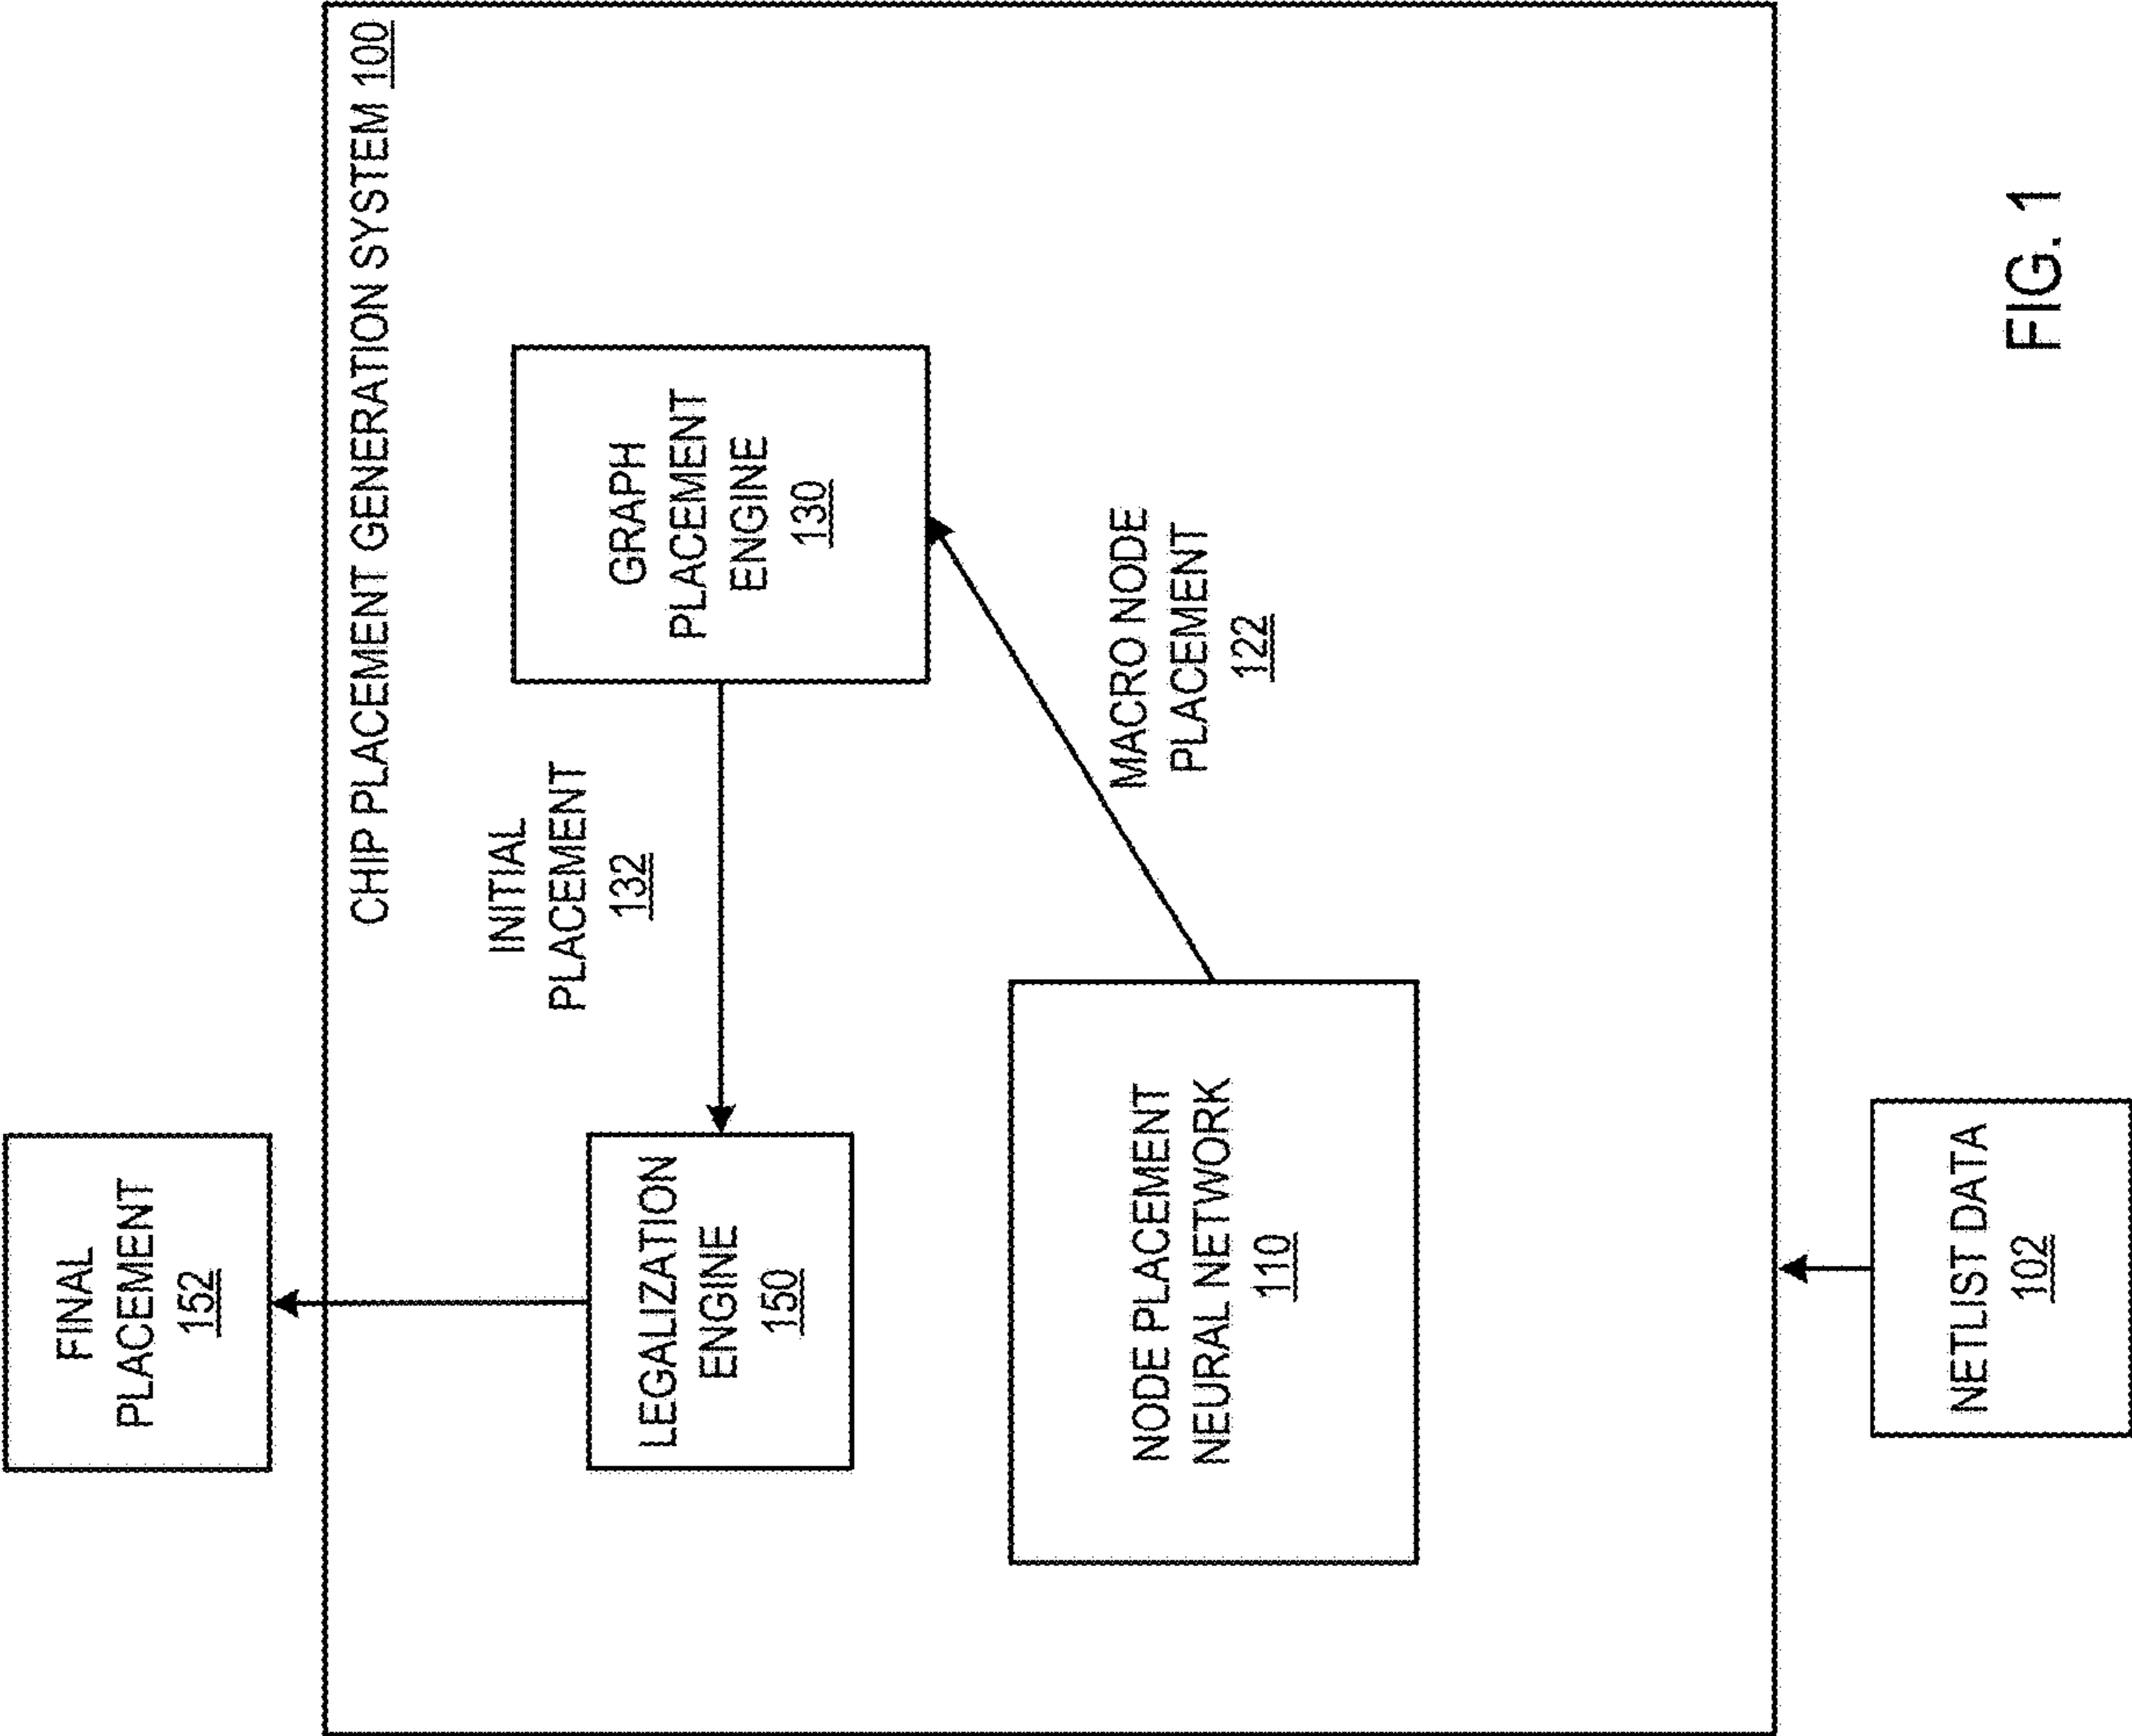 CHIP PLACEMENT GENERATION SYSTEM 100
FINAL
PLACEMENT
152
LEGALIZATION
ENGINE
150
INITIAL
PLACEMENT
132
GRAPH
PLACEMENT
ENGINE
130
NODE PLACEMENT
NEURAL NETWORK
110
MACRO NODE
PLACEMENT
122
NETLIST DATA
102
FIG. 1